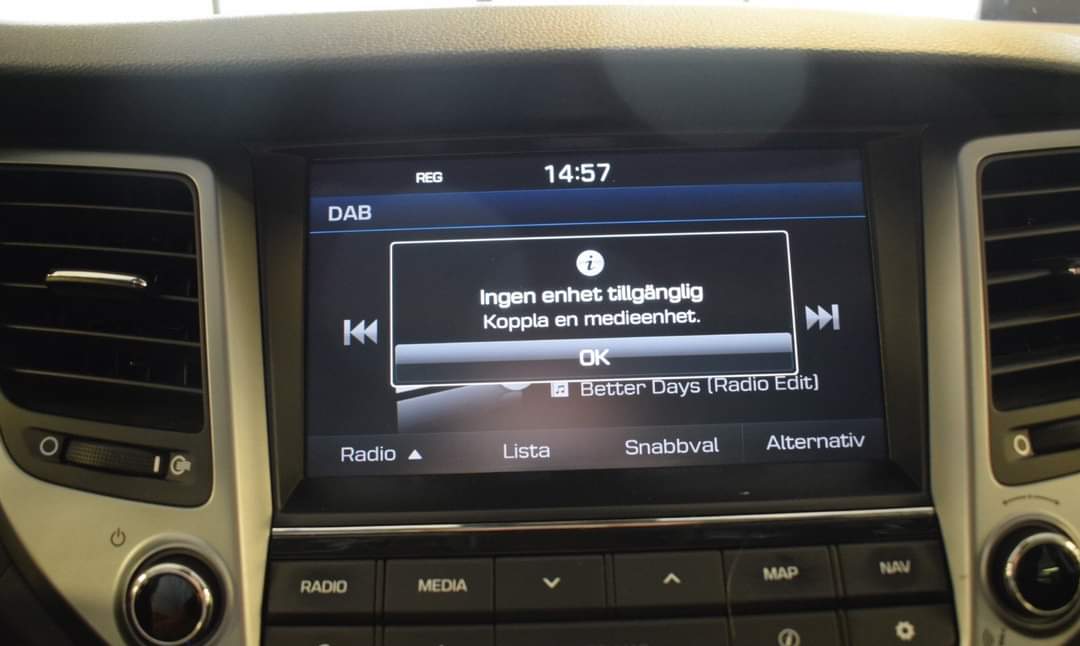 REG 14:57
DAB
Ingen enhet tillgänglig
Koppla en medieenhet.
OK
Better Days (Radio Edit)
Radio Lista Snabbval Alternativ
RADIO MEDIA MAP NAV